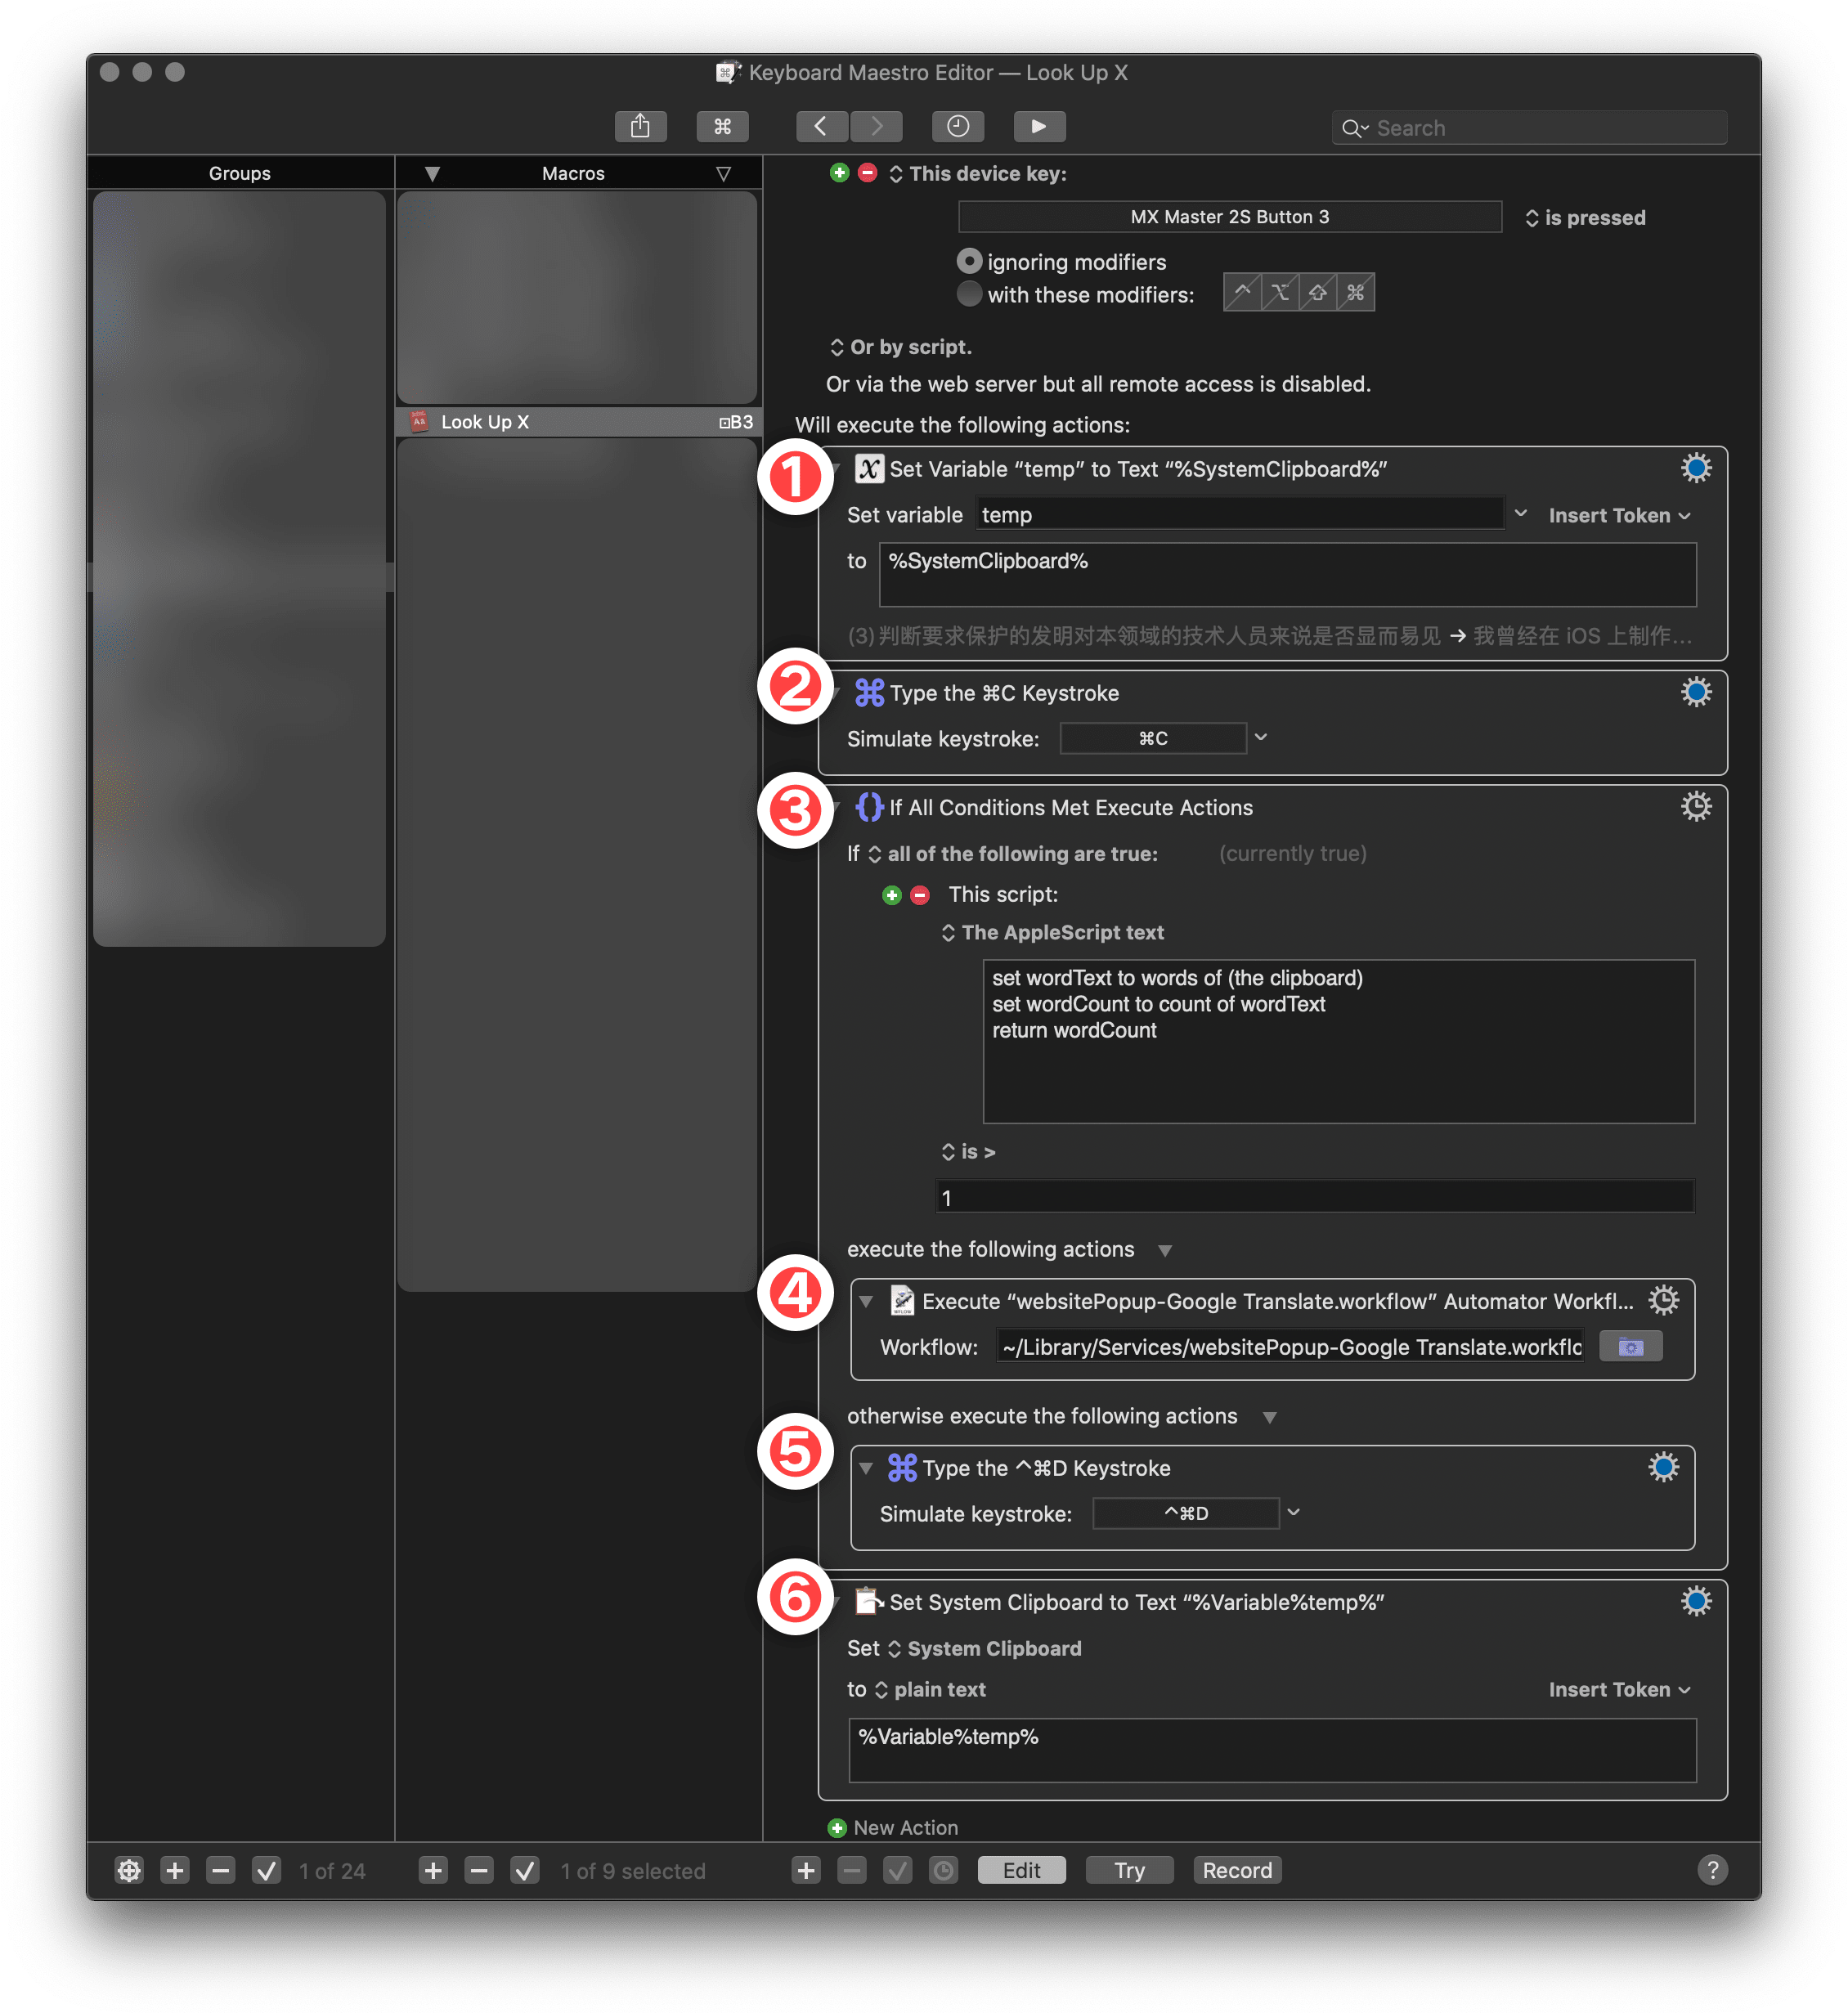 Keyboard Maestro Editor — Look Up X
Search
Groups
Macros
Look Up X
⊡B3
This device key:
MX Master 2S Button 3
is pressed
ignoring modifiers
with these modifiers:
^ ⌥ ⇧ ⌘
Or by script.
Or via the web server but all remote access is disabled.
Will execute the following actions:
1
Set Variable “temp” to Text “%SystemClipboard%”
Set variable temp Insert Token
to %SystemClipboard%
(3) 判断要求保护的发明对本领域的技术人员来说是否显而易见 → 我曾经在 iOS 上制作…
2
Type the ⌘C Keystroke
Simulate keystroke: ⌘C
3
If All Conditions Met Execute Actions
If all of the following are true: (currently true)
This script:
The AppleScript text
set wordText to words of (the clipboard)
set wordCount to count of wordText
return wordCount
is >
1
execute the following actions
4
Execute “websitePopup-Google Translate.workflow” Automator Workfl...
Workflow: ~/Library/Services/websitePopup-Google Translate.workflo
otherwise execute the following actions
5
Type the ^⌘D Keystroke
Simulate keystroke: ^⌘D
6
Set System Clipboard to Text “%Variable%temp%”
Set System Clipboard
to plain text Insert Token
%Variable%temp%
New Action
1 of 24
1 of 9 selected
Edit
Try
Record
?